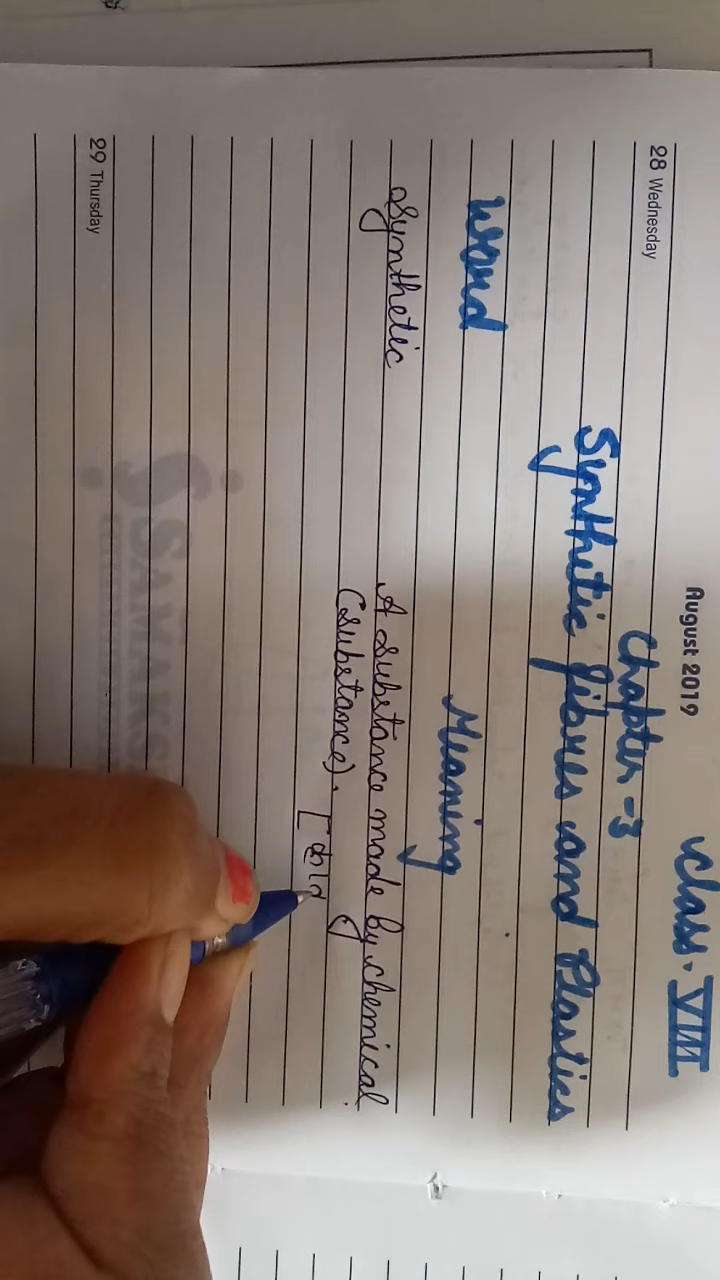 August 2019
Class. VIII
28 Wednesday
Chapter -3
Synthetic fibres and Plastics
Word Meaning
Synthetic A substance made by chemical
(substance).
29 Thursday